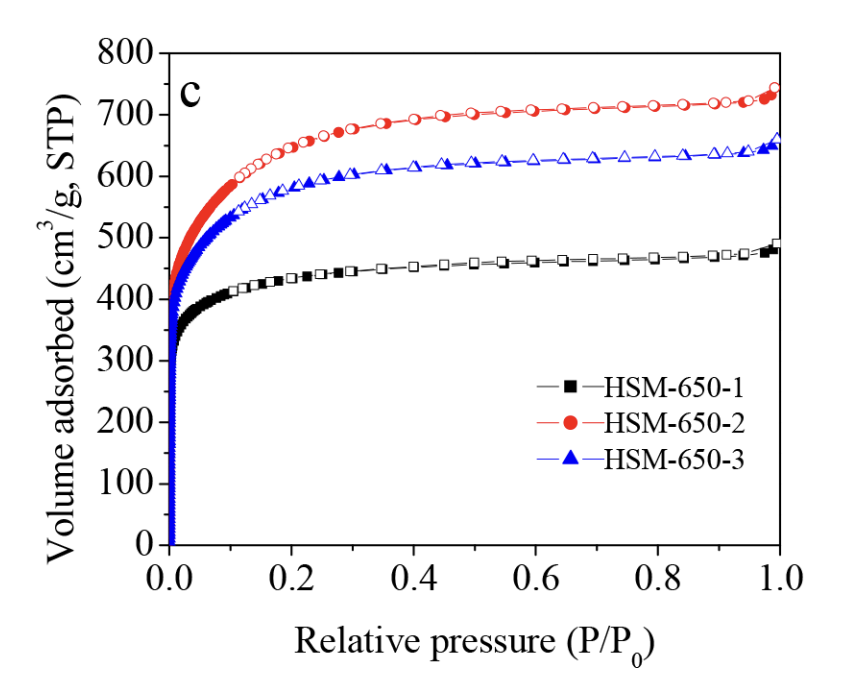 c
800
700
600
500
400
300
200
100
0
Volume adsorbed (cm³/g, STP)
HSM-650-1
HSM-650-2
HSM-650-3
0.0 0.2 0.4 0.6 0.8 1.0
Relative pressure (P/P₀)